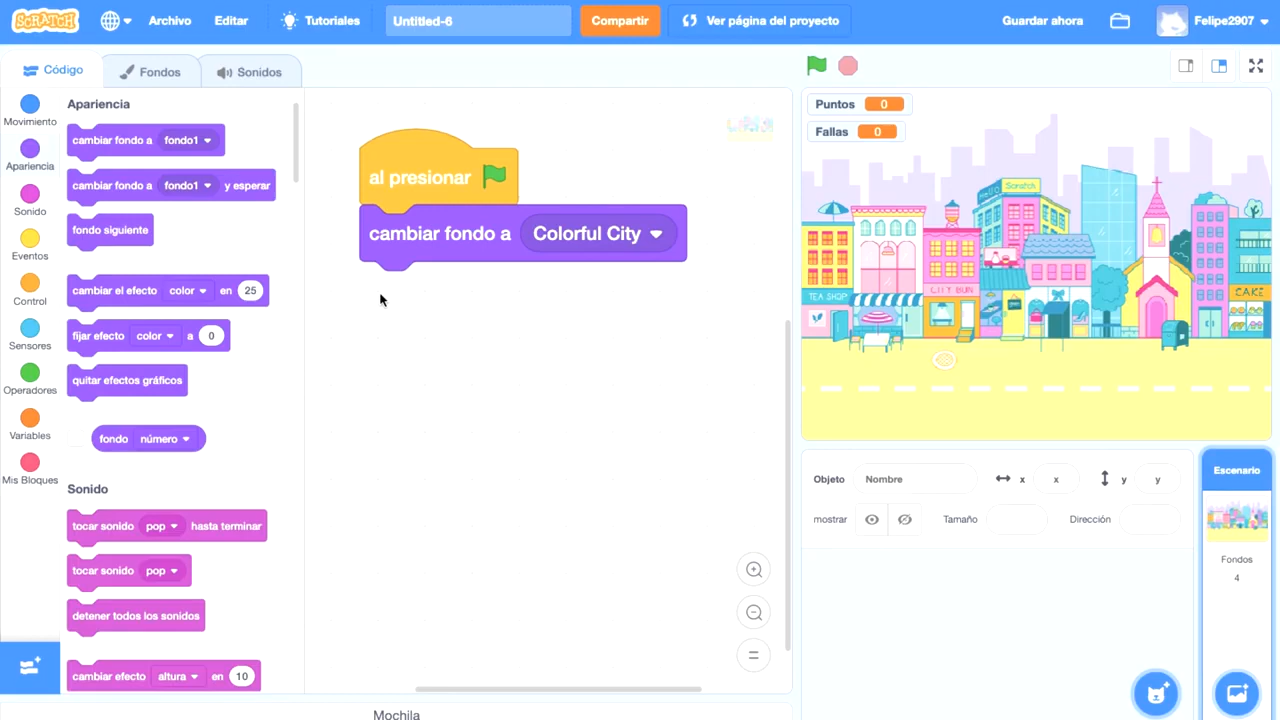 SCRATCH
Archivo
Editar
Tutoriales
Untitled-6
Compartir
Ver página del proyecto
Guardar ahora
Felipe2907
Código
Fondos
Sonidos
Movimiento
Apariencia
Sonido
Eventos
Control
Sensores
Operadores
Variables
Mis Bloques
Apariencia
cambiar fondo a fondo1
cambiar fondo a fondo1 y esperar
fondo siguiente
cambiar el efecto color en 25
fijar efecto color a 0
quitar efectos gráficos
fondo número
Sonido
tocar sonido pop hasta terminar
tocar sonido pop
detener todos los sonidos
cambiar efecto altura en 10
al presionar
cambiar fondo a Colorful City
Puntos 0
Fallas 0
Scratch
TEA SHOP
CITY BUN
CAKE
Objeto Nombre x x y y
mostrar Tamaño Dirección
Escenario
Fondos
4
Mochila